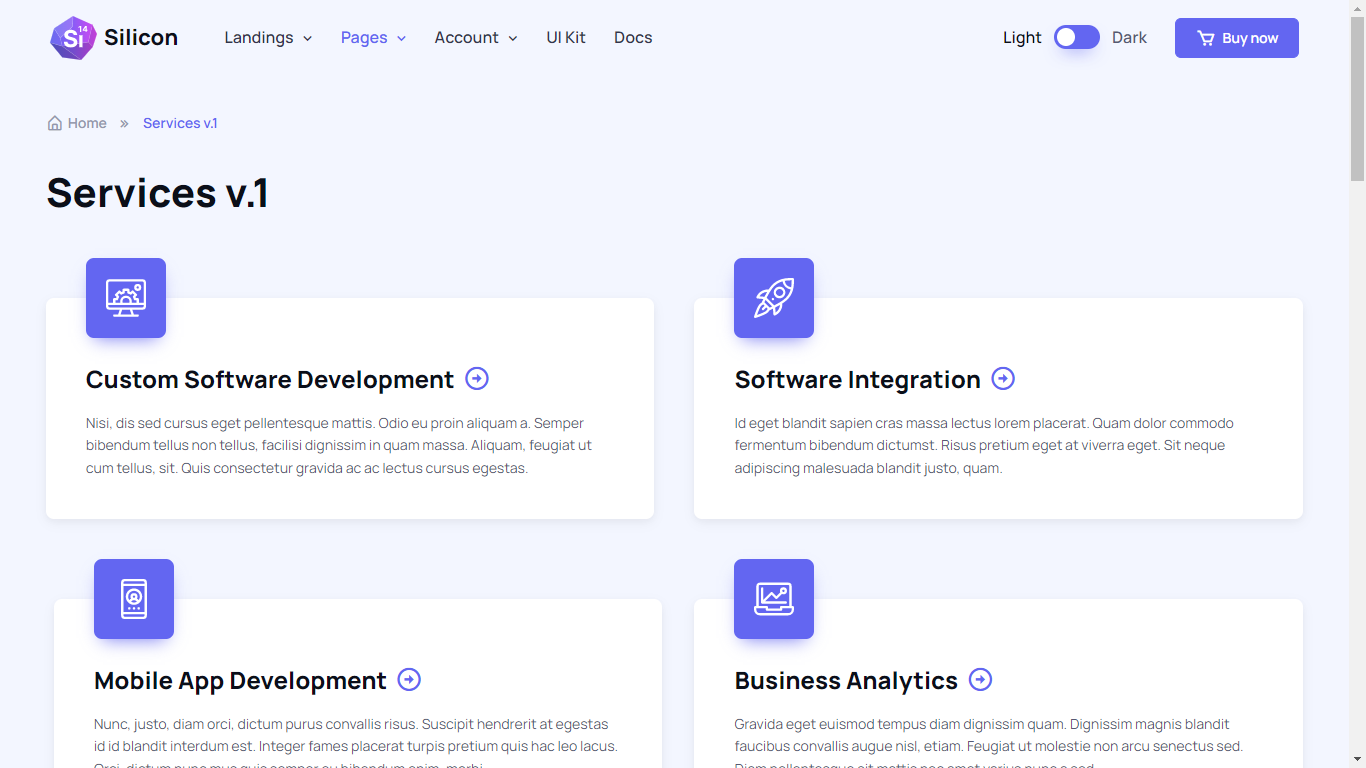 Si 14 Silicon Landings Pages Account UI Kit Docs Light Dark Buy now
Home » Services v.1
Services v.1
Custom Software Development
Nisi, dis sed cursus eget pellentesque mattis. Odio eu proin aliquam a. Semper
bibendum tellus non tellus, facilisi dignissim in quam massa. Aliquam, feugiat ut
cum tellus, sit. Quis consectetur gravida ac ac lectus cursus egestas.
Software Integration
Id eget blandit sapien cras massa lectus lorem placerat. Quam dolor commodo
fermentum bibendum dictumst. Risus pretium eget at viverra eget. Sit neque
adipiscing malesuada blandit justo, quam.
Mobile App Development
Nunc, justo, diam orci, dictum purus convallis risus. Suscipit hendrerit at egestas
id id blandit interdum est. Integer fames placerat turpis pretium quis hac leo lacus.
Business Analytics
Gravida eget euismod tempus diam dignissim quam. Dignissim magnis blandit
faucibus convallis augue nisl, etiam. Feugiat ut molestie non arcu senectus sed.